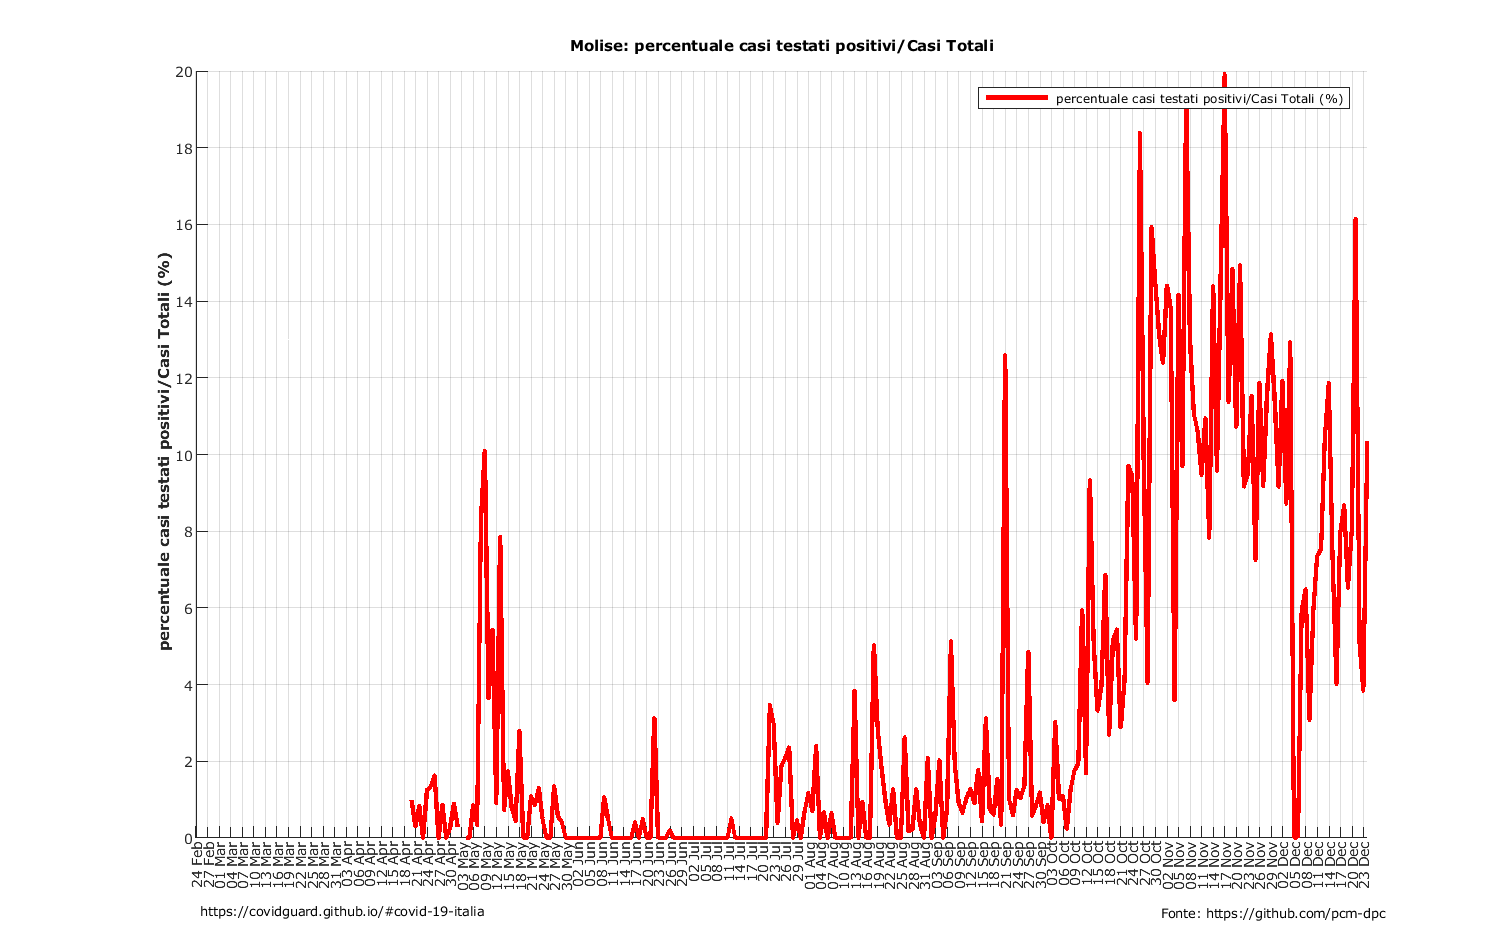 Molise: percentuale casi testati positivi/Casi Totali
percentuale casi testati positivi/Casi Totali (%)
percentuale casi testati positivi/Casi Totali (%)
20
18
16
14
12
10
8
6
4
2
0
24 Feb
27 Feb
01 Mar
04 Mar
07 Mar
10 Mar
13 Mar
16 Mar
19 Mar
22 Mar
25 Mar
28 Mar
31 Mar
03 Apr
06 Apr
09 Apr
12 Apr
15 Apr
18 Apr
21 Apr
24 Apr
27 Apr
30 Apr
03 May
06 May
09 May
12 May
15 May
18 May
21 May
24 May
27 May
30 May
02 Jun
05 Jun
08 Jun
11 Jun
14 Jun
17 Jun
20 Jun
23 Jun
26 Jun
29 Jun
02 Jul
05 Jul
08 Jul
11 Jul
14 Jul
17 Jul
20 Jul
23 Jul
26 Jul
29 Jul
01 Aug
04 Aug
07 Aug
10 Aug
13 Aug
16 Aug
19 Aug
22 Aug
25 Aug
28 Aug
31 Aug
03 Sep
06 Sep
09 Sep
12 Sep
15 Sep
18 Sep
21 Sep
24 Sep
27 Sep
30 Sep
03 Oct
06 Oct
09 Oct
12 Oct
15 Oct
18 Oct
21 Oct
24 Oct
27 Oct
30 Oct
02 Nov
05 Nov
08 Nov
11 Nov
14 Nov
17 Nov
20 Nov
23 Nov
26 Nov
29 Nov
02 Dec
05 Dec
08 Dec
11 Dec
14 Dec
17 Dec
20 Dec
23 Dec
https://covidguard.github.io/#covid-19-italia
Fonte: https://github.com/pcm-dpc